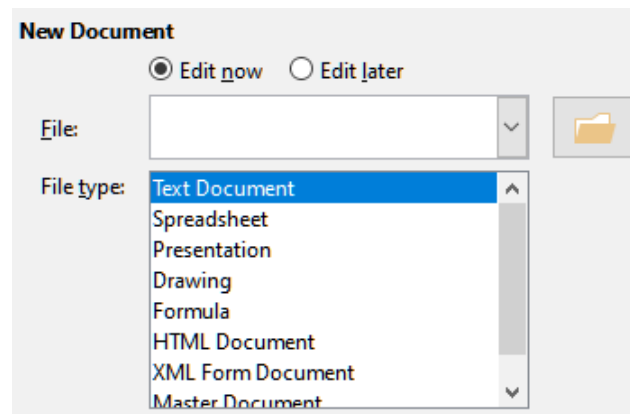 New Document
Edit now Edit later
File:
File type:
Text Document
Spreadsheet
Presentation
Drawing
Formula
HTML Document
XML Form Document
Master Document